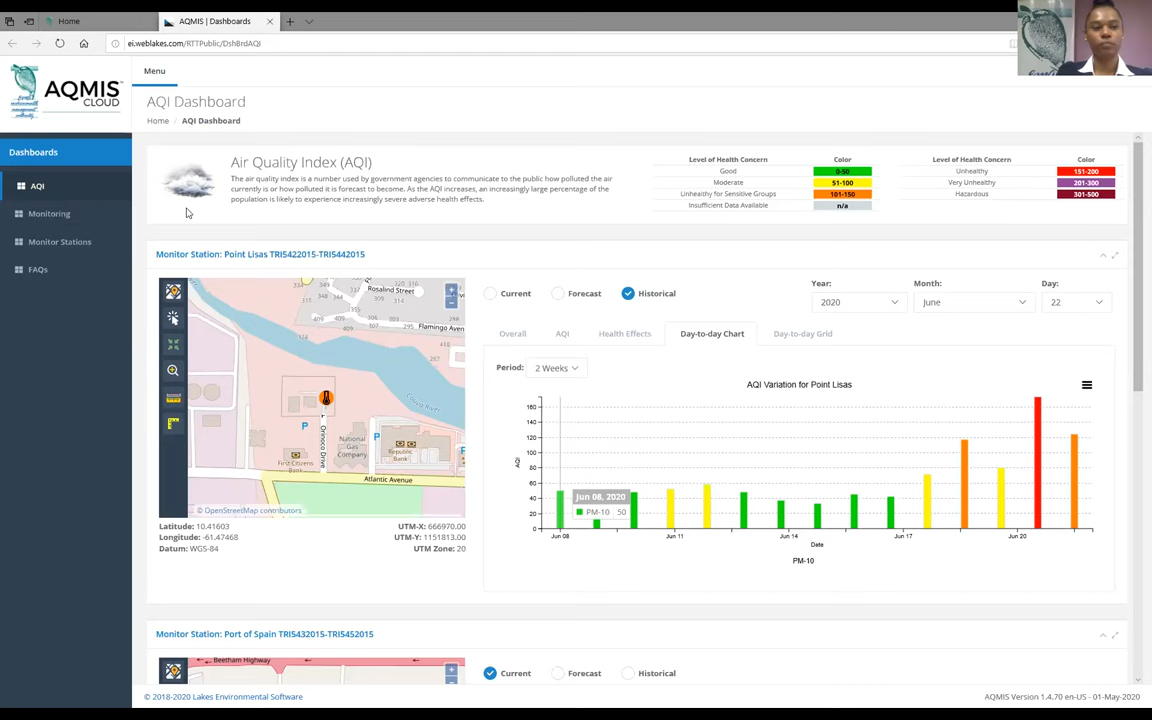 Home
AQMIS | Dashboards
ei.weblakes.com/RTTPublic/DshBrdAQI
AQMIS
CLOUD
Menu
AQI Dashboard
Home / AQI Dashboard
Dashboards
AQI
Monitoring
Monitor Stations
FAQs
Air Quality Index (AQI)
The air quality index is a number used by government agencies to communicate to the public how polluted the air
currently is or how polluted it is forecast to become. As the AQI increases, an increasingly large percentage of the
population is likely to experience increasingly severe adverse health effects.
Level of Health Concern Color
Good 0-50
Moderate 51-100
Unhealthy for Sensitive Groups 101-150
Insufficient Data Available n/a
Level of Health Concern Color
Unhealthy 151-200
Very Unhealthy 201-300
Hazardous 301-500
Monitor Station: Point Lisas TRI5422015-TRI5442015
Rosalind Street
Flamingo Aven
Couva River
Orinoco Drive
National
Gas
Company
Republic
Bank
First Citizens
Bank
Atlantic Avenue
© OpenStreetMap contributors
Latitude: 10.41603 UTM-X: 666970.00
Longitude: -61.47468 UTM-Y: 1151813.00
Datum: WGS-84 UTM Zone: 20
Current Forecast Historical
Year: Month: Day:
2020 June 22
Overall AQI Health Effects Day-to-day Chart Day-to-day Grid
Period: 2 Weeks
AQI Variation for Point Lisas
AQI
160
140
120
100
80
60
40
20
0
Jun 08, 2020
PM-10 50
Jun 08 Jun 11 Jun 14 Jun 17 Jun 20
Date
PM-10
Monitor Station: Port of Spain TRI5432015-TRI5452015
Beetham Highway
Current Forecast Historical
© 2018-2020 Lakes Environmental Software
AQMIS Version 1.4.70 en-US - 01-May-2020